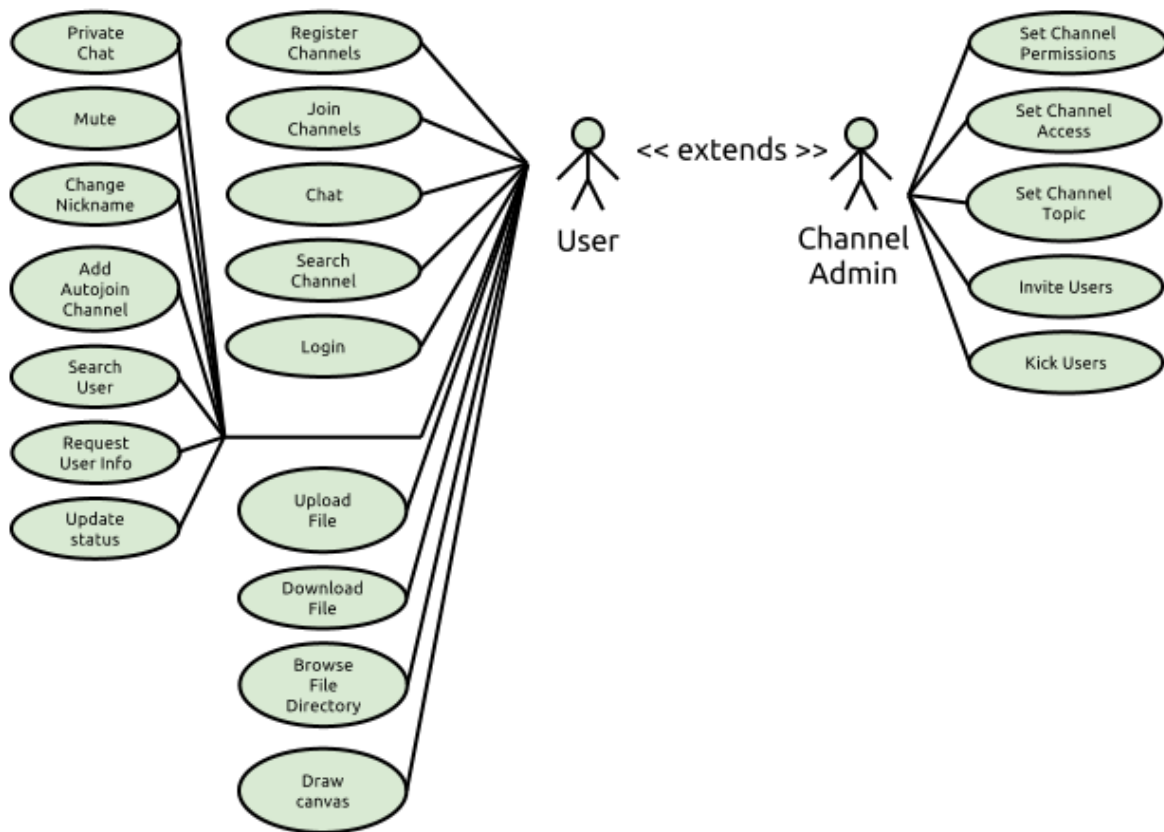 Private
Chat
Mute
Change
Nickname
Add
Autojoin
Channel
Search
User
Request
User Info
Update
status
Register
Channels
Join
Channels
Chat
Search
Channel
Login
Upload
File
Download
File
Browse
File
Directory
Draw
canvas
User
<< extends >>
Channel
Admin
Set Channel
Permissions
Set Channel
Access
Set Channel
Topic
Invite Users
Kick Users